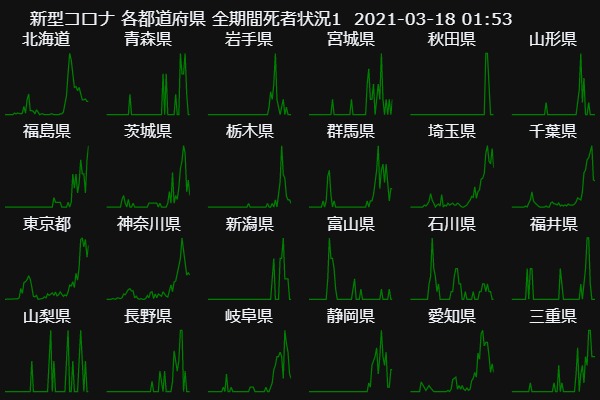 新型コロナ 各都道府県 全期間死者状況1 2021-03-18 01:53
北海道 青森県 岩手県 宮城県 秋田県 山形県
福島県 茨城県 栃木県 群馬県 埼玉県 千葉県
東京都 神奈川県 新潟県 富山県 石川県 福井県
山梨県 長野県 岐阜県 静岡県 愛知県 三重県